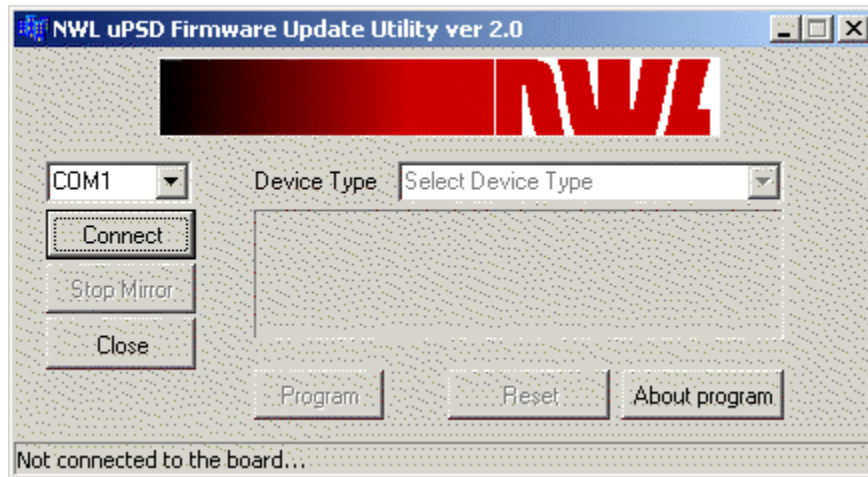 NWL uPSD Firmware Update Utility ver 2.0
NWL
COM1
Device Type
Select Device Type
Connect
Stop Mirror
Close
Program
Reset
About program
Not connected to the board...